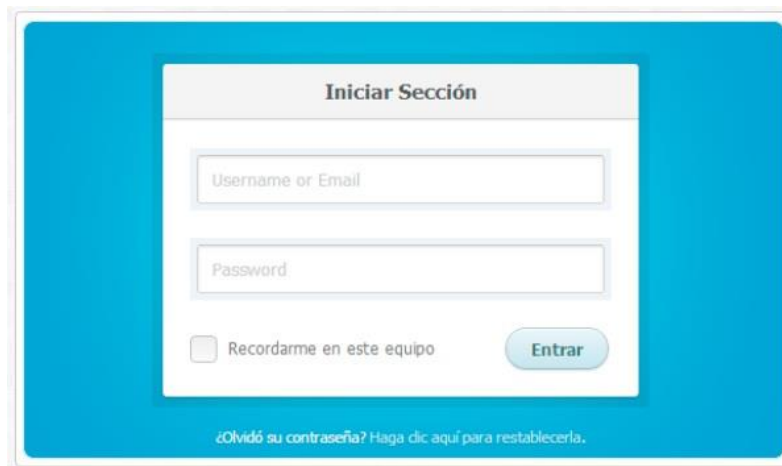 Iniciar Sección
Username or Email
Password
Recordarme en este equipo
Entrar
¿Olvidó su contraseña? Haga clic aquí para restablecerla.